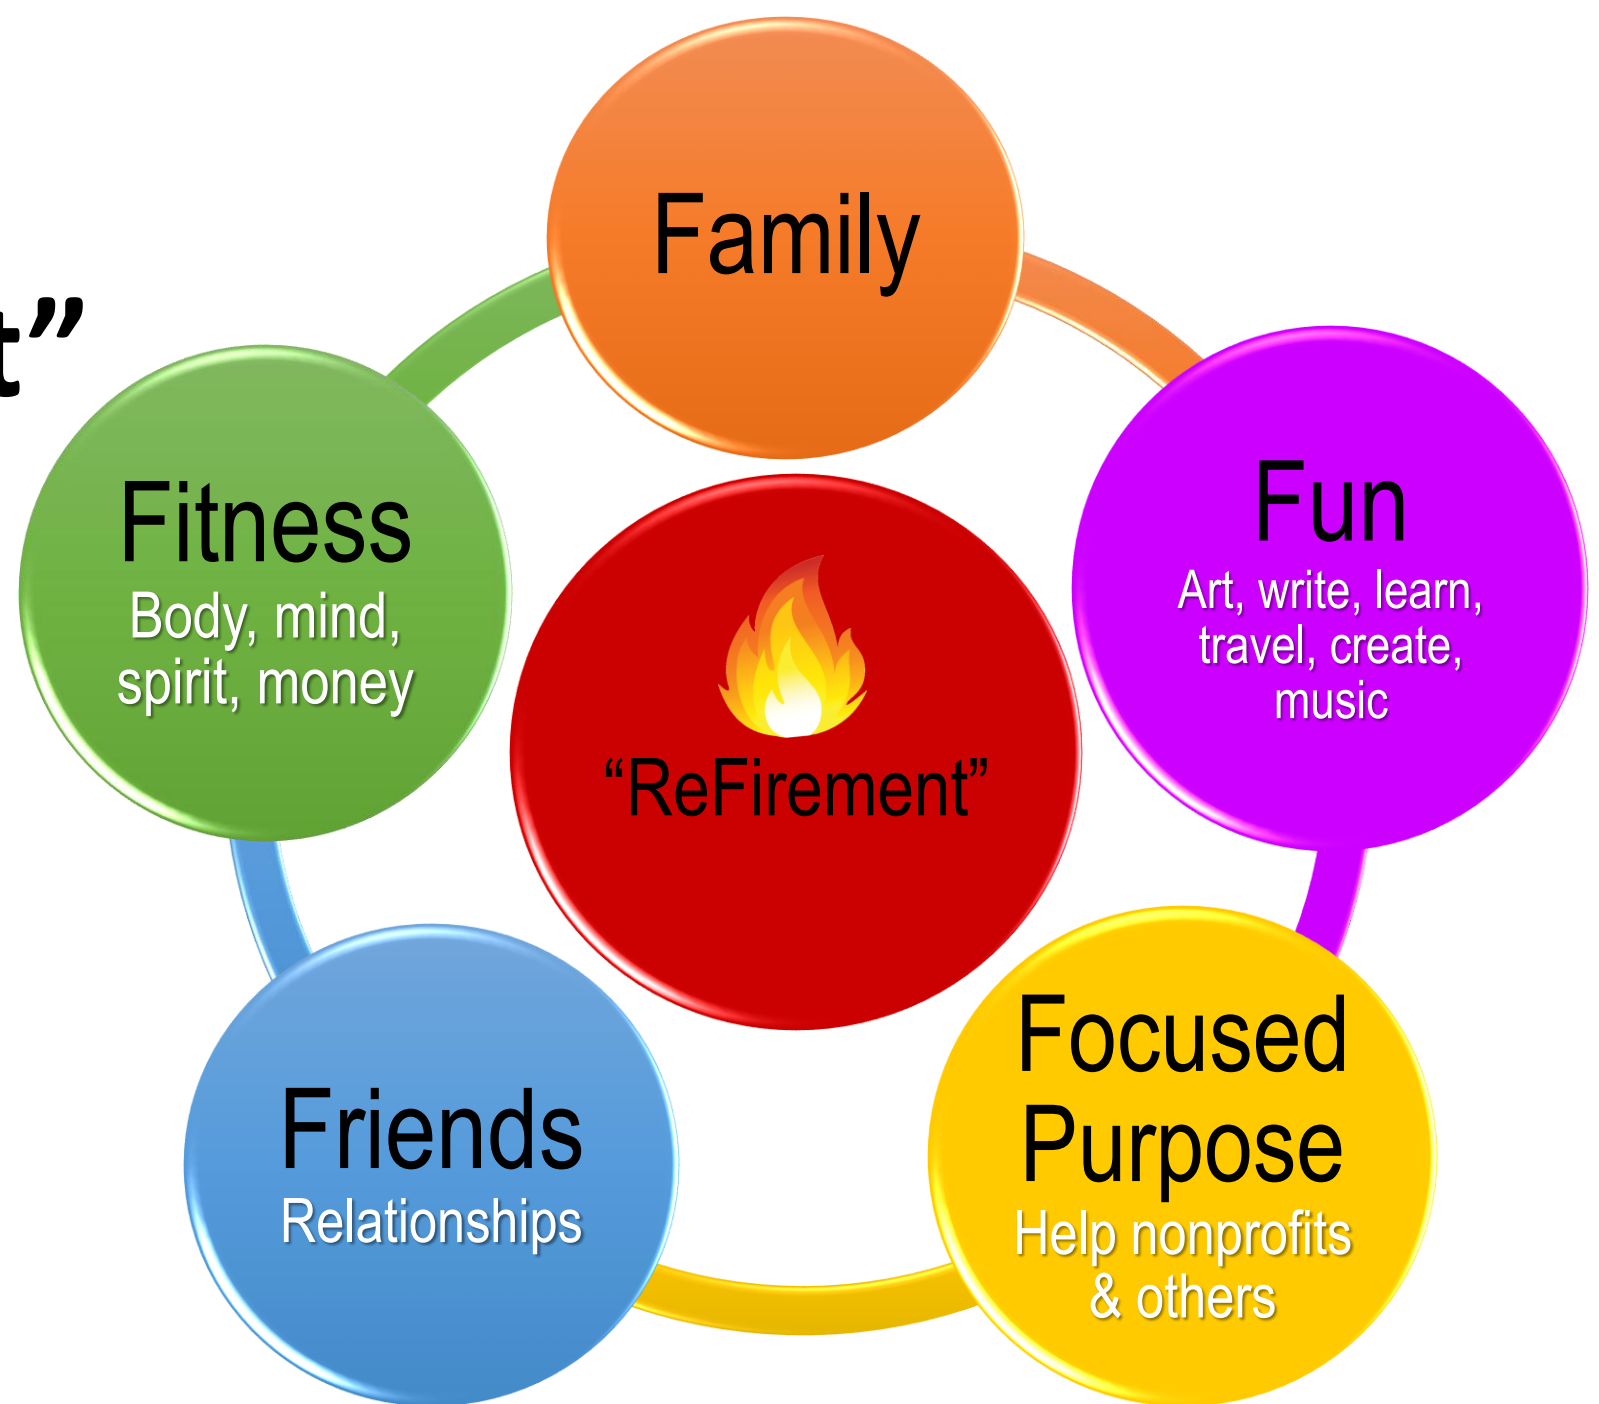 Family
t”
Fitness
Body, mind,
spirit, money
Fun
Art, write, learn,
travel, create,
music
“ReFirement”
Focused
Purpose
Help nonprofits
& others
Friends
Relationships